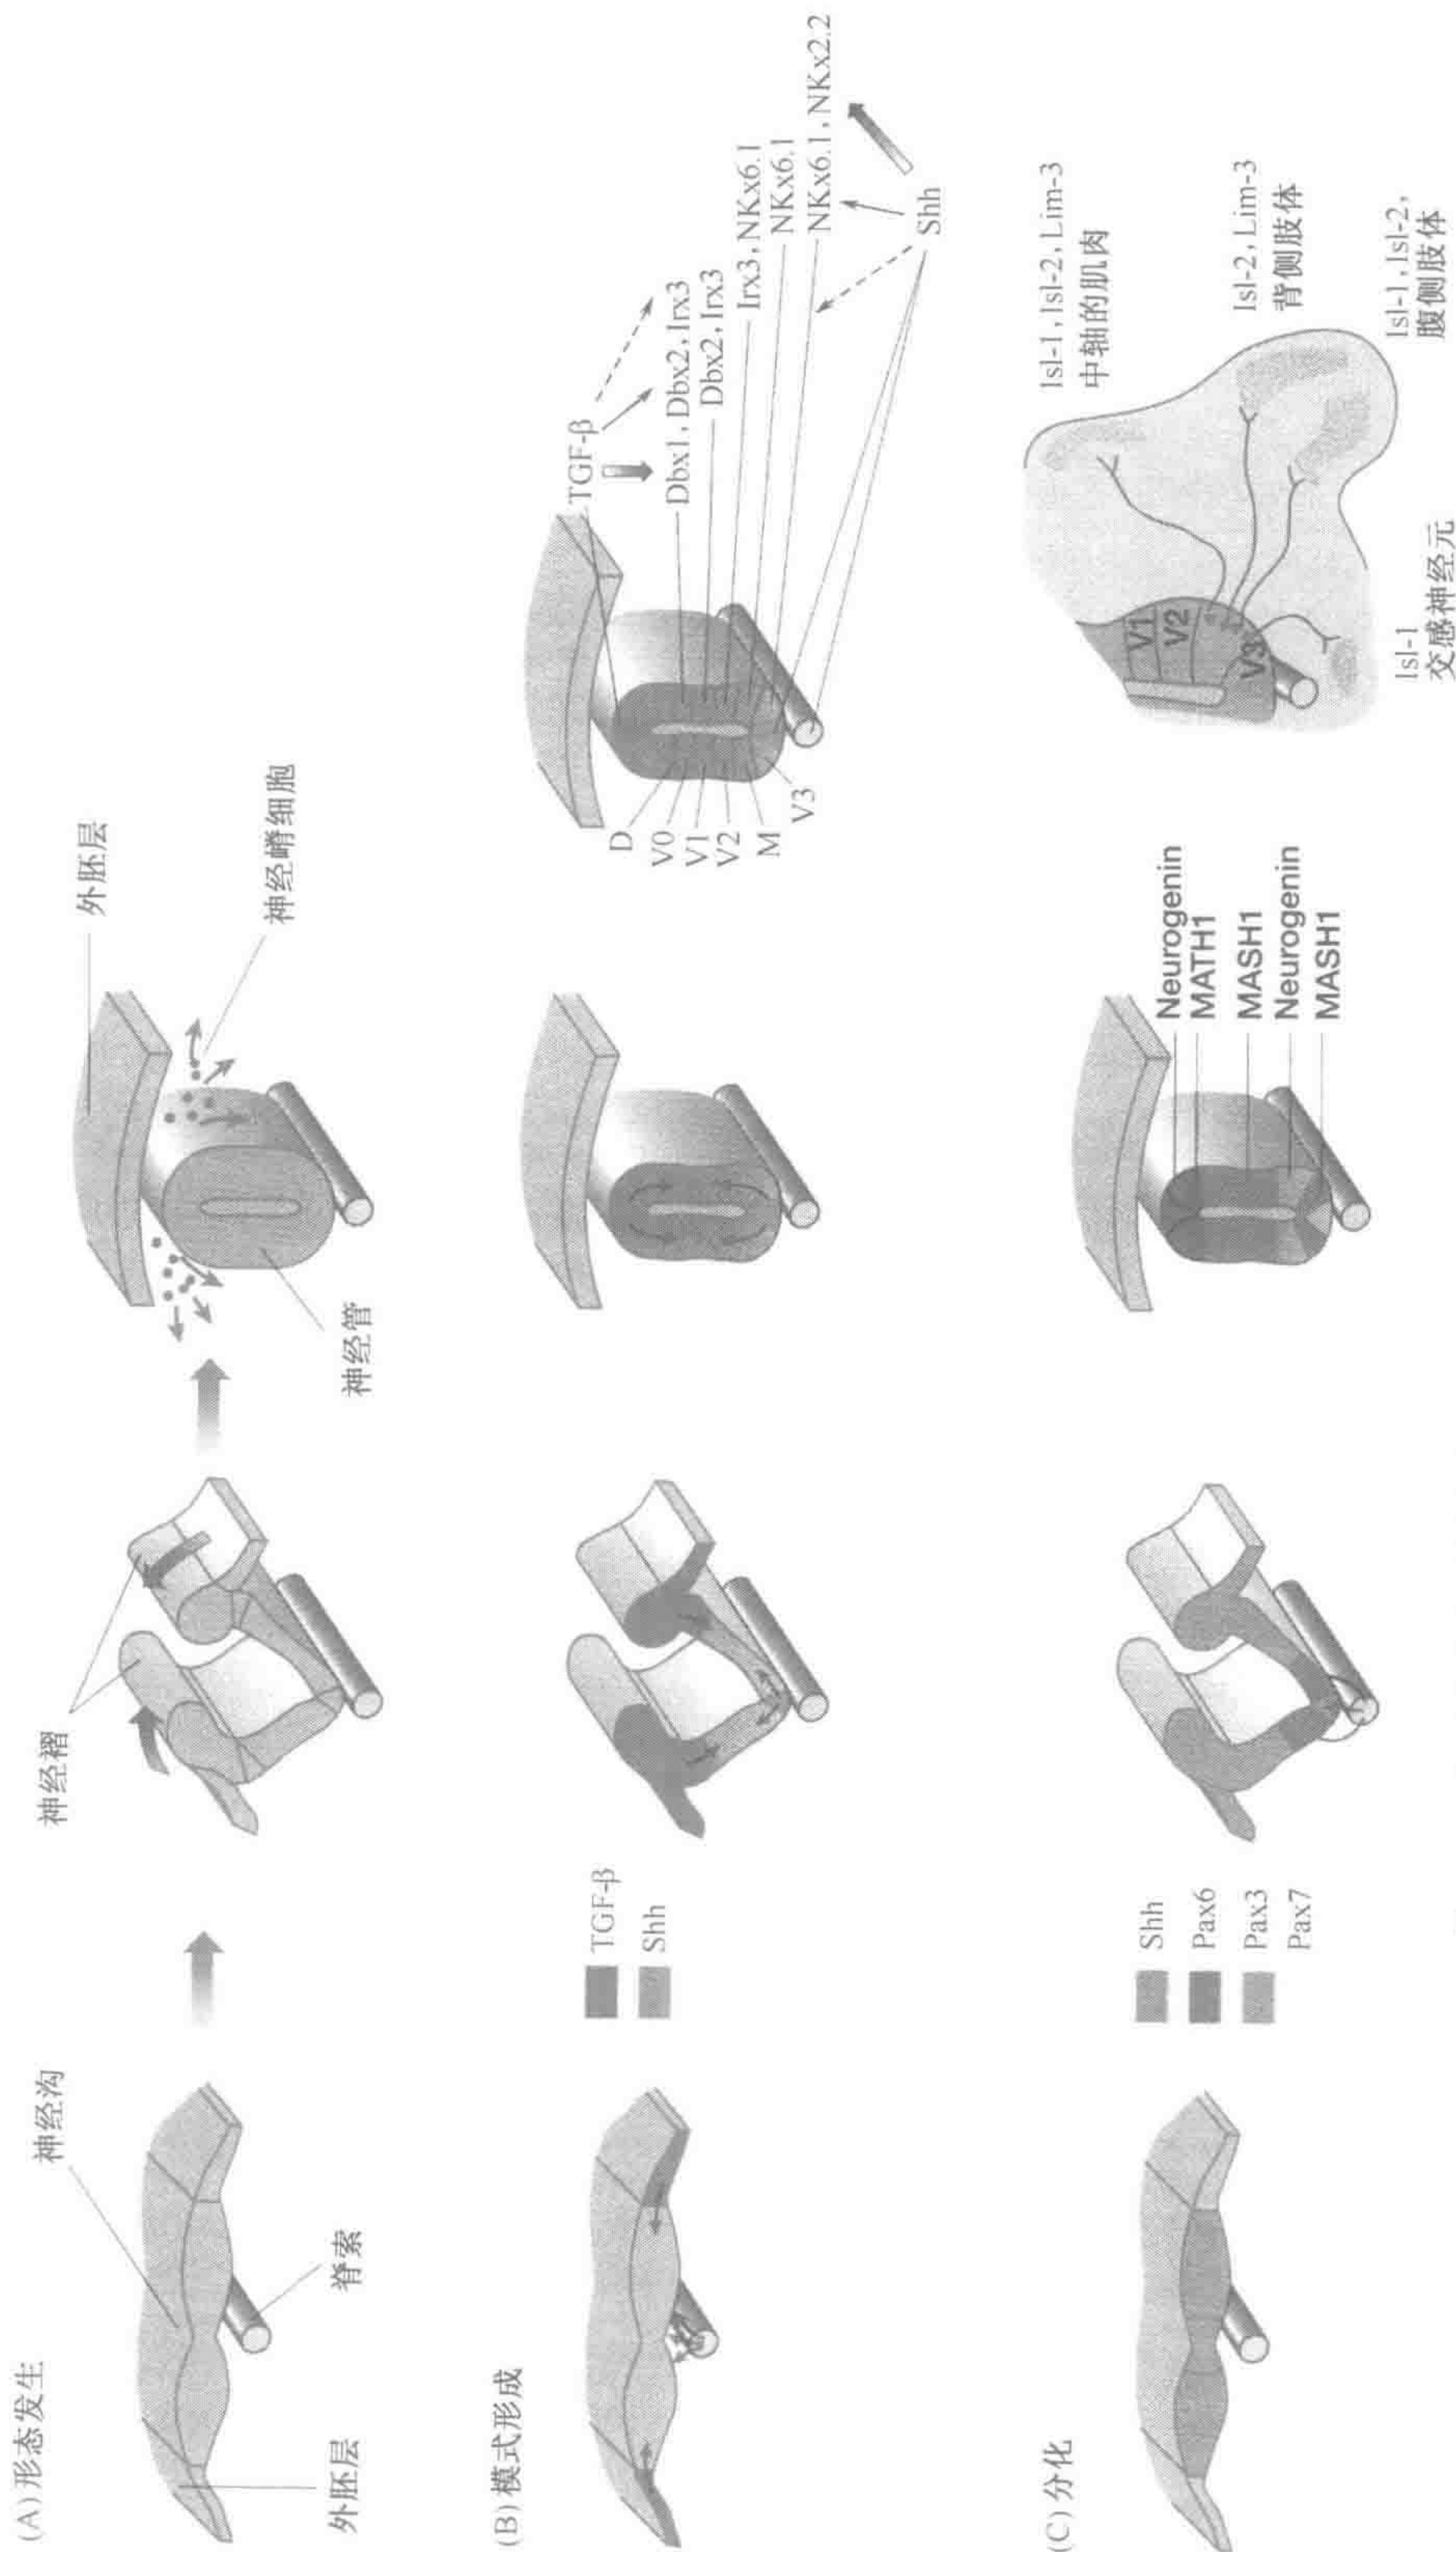 (A)形态发生
神经沟
神经褶
外胚层
神经嵴细胞
外胚层
脊索
神经管
(B)模式形成
TGF-β
Shh
TGF-β
Dbx1, Dbx2, Irx3
Dbx2, Irx3
Irx3, NKx6.1
NKx6.1
NKx6.1, NKx2.2
Shh
D
V0
V1
V2
M
V3
(C)分化
Shh
Pax6
Pax3
Pax7
Neurogenin
MATH1
MASH1
Neurogenin
MASH1
V1
V2
V3
Isl-1, Isl-2, Lim-3
中轴的肌肉
Isl-2, Lim-3
背侧肢体
Isl-1, Isl-2,
腹侧肢体
Isl-1
交感神经元